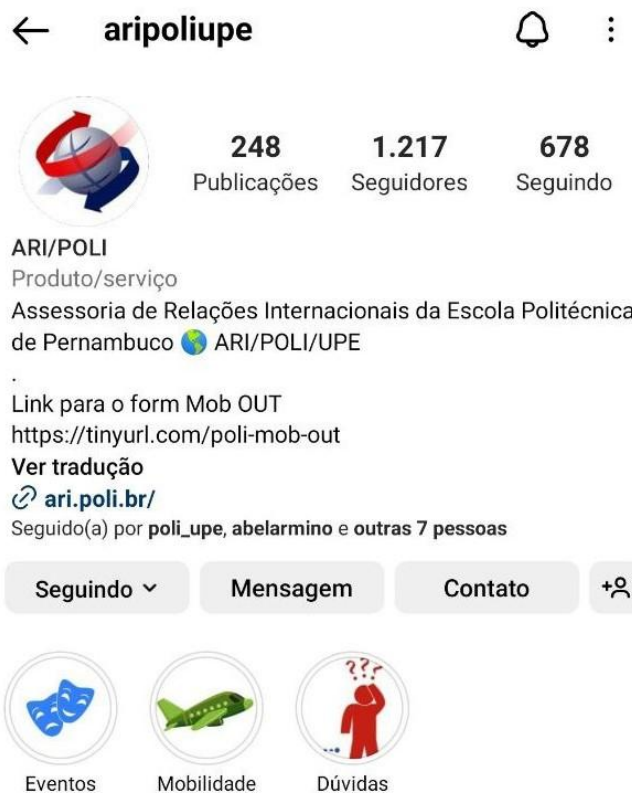 aripoliupe
248 1.217 678
Publicações Seguidores Seguindo
ARI/POLI
Produto/serviço
Assessoria de Relações Internacionais da Escola Politécnica
de Pernambuco 🌎 ARI/POLI/UPE
.
Link para o form Mob OUT
https://tinyurl.com/poli-mob-out
Ver tradução
ari.poli.br/
Seguido(a) por poli_upe, abelarmino e outras 7 pessoas
Seguindo Mensagem Contato
???
Eventos Mobilidade Dúvidas